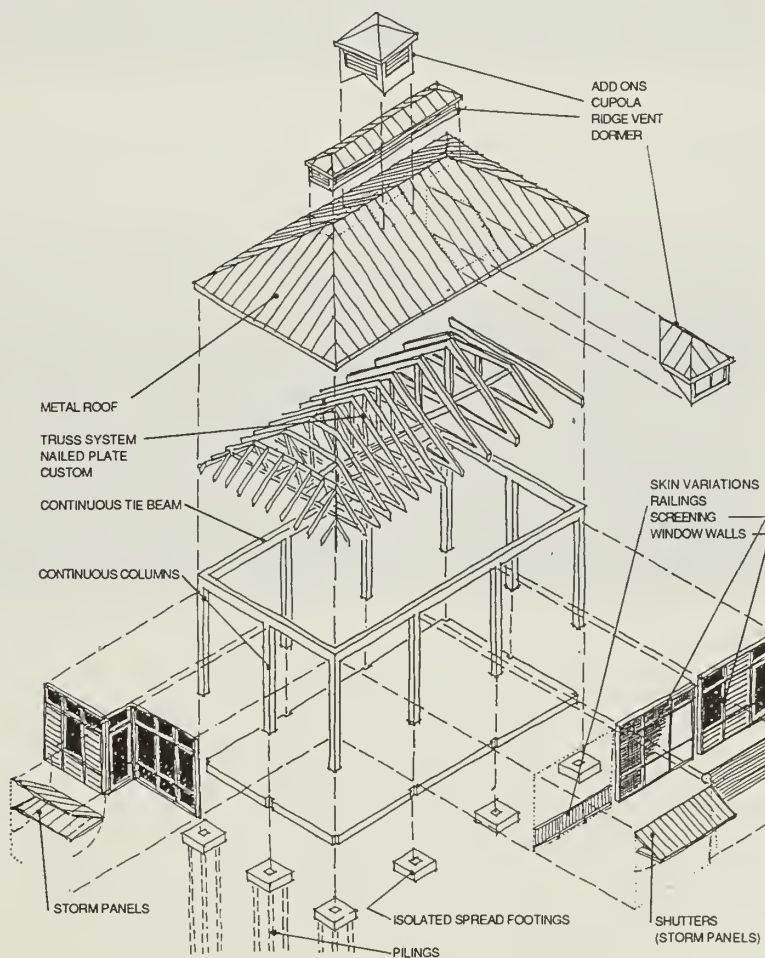 ADD ONS
CUPOLA
RIDGE VENT
DORMER
METAL ROOF
TRUSS SYSTEM
NAILED PLATE
CUSTOM
CONTINUOUS TIE BEAM
CONTINUOUS COLUMNS
SKIN VARIATIONS
RAILINGS
SCREENING
WINDOW WALLS
STORM PANELS
ISOLATED SPREAD FOOTINGS
PILINGS
SHUTTERS
(STORM PANELS)